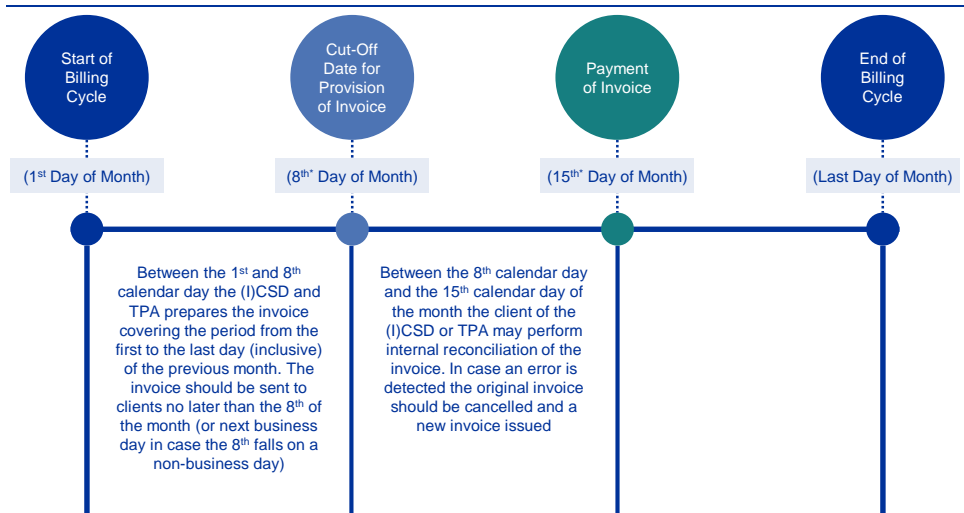 Start of
Billing
Cycle
Cut-Off
Date for
Provision
of Invoice
Payment
of Invoice
End of
Billing
Cycle
(1st Day of Month)
(8th* Day of Month)
(15th* Day of Month)
(Last Day of Month)
Between the 1st and 8th
calendar day the (I)CSD and
TPA prepares the invoice
covering the period from the
first to the last day (inclusive)
of the previous month. The
invoice should be sent to
clients no later than the 8th of
the month (or next business
day in case the 8th falls on a
non-business day)
Between the 8th calendar day
and the 15th calendar day of
the month the client of the
(I)CSD or TPA may perform
internal reconciliation of the
invoice. In case an error is
detected the original invoice
should be cancelled and a
new invoice issued